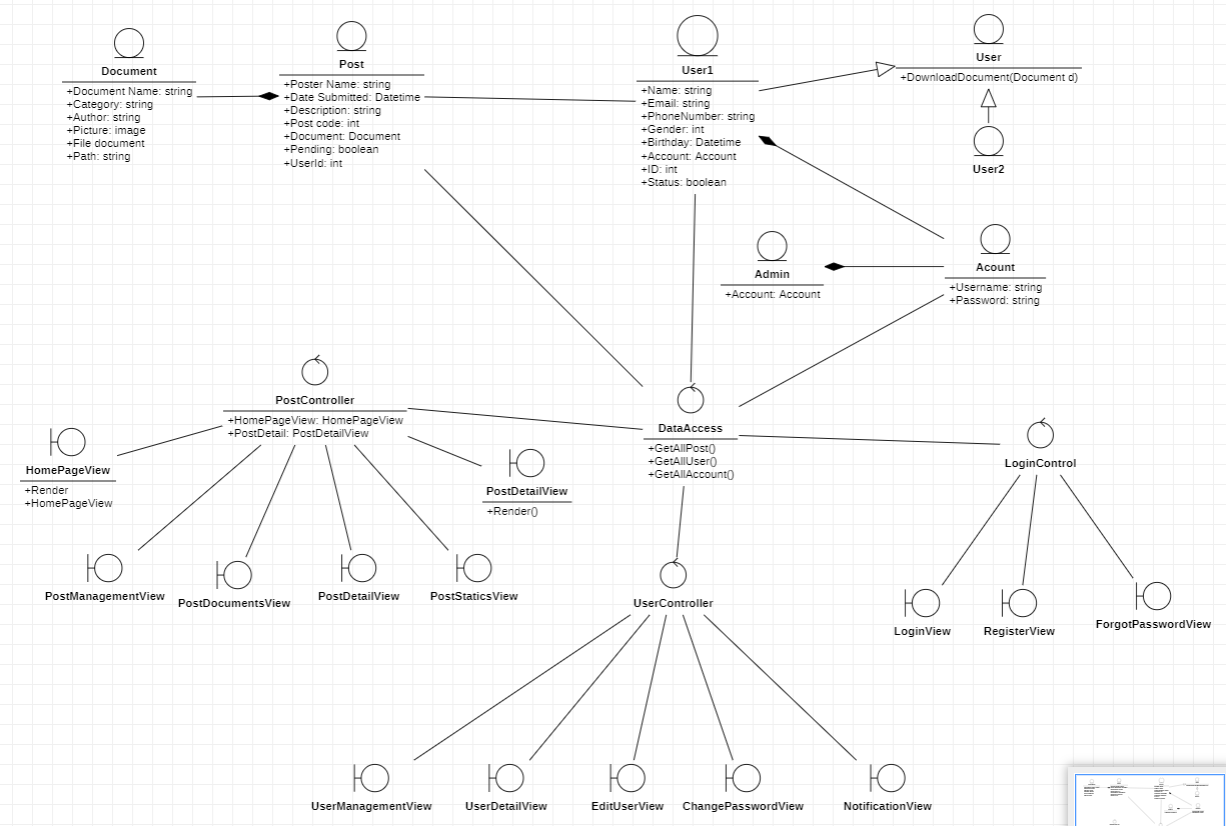 Document
+Document Name: string
+Category: string
+Author: string
+Picture: image
+File document
+Path: string
Post
+Poster Name: string
+Date Submitted: Datetime
+Description: string
+Post code: int
+Document: Document
+Pending: boolean
+UserId: int
User1
+Name: string
+Email: string
+PhoneNumber: string
+Gender: int
+Birthday: Datetime
+Account: Account
+ID: int
+Status: boolean
User
+DownloadDocument(Document d)
User2
Admin
+Account: Account
Acount
+Username: string
+Password: string
PostController
+HomePageView: HomePageView
+PostDetail: PostDetailView
DataAccess
+GetAllPost()
+GetAllUser()
+GetAllAccount()
LoginControl
HomePageView
+Render
+HomePageView
PostDetailView
+Render()
PostManagementView
PostDocumentsView
PostDetailView
PostStaticsView
UserController
LoginView
RegisterView
ForgotPasswordView
UserManagementView
UserDetailView
EditUserView
ChangePasswordView
NotificationView